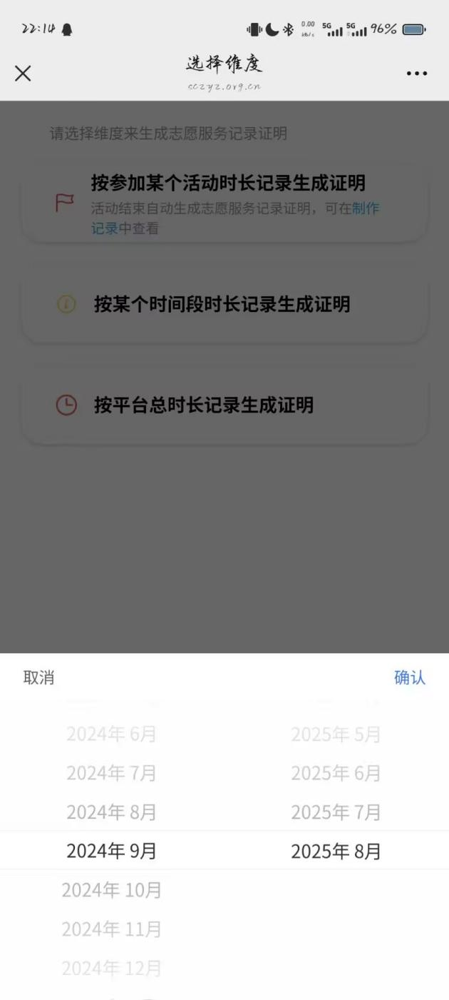 22:14
0.00
kB/s
5G
5G
96%
选择维度
sczyz.org.cn
请选择维度来生成志愿服务记录证明
按参加某个活动时长记录生成证明
活动结束自动生成志愿服务记录证明，可在制作
记录中查看
按某个时间段时长记录生成证明
按平台总时长记录生成证明
取消 确认
2024年 6月 2025年 5月
2024年 7月 2025年 6月
2024年 8月 2025年 7月
2024年 9月 2025年 8月
2024年 10月
2024年 11月
2024年 12月